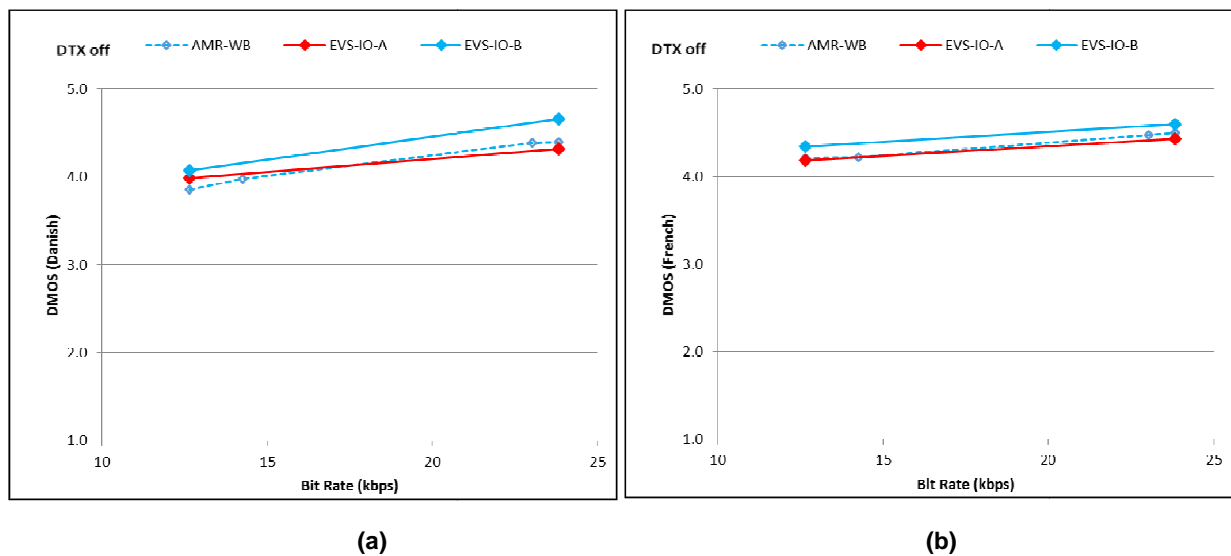 DTX off AMR-WB EVS-IO-A EVS-IO-B
5.0
4.0
3.0
2.0
1.0
DMOS (Danish)
10 15 20 25
Bit Rate (kbps)
(a)
DTX off AMR-WB EVS-IO-A EVS-IO-B
5.0
4.0
3.0
2.0
1.0
DMOS (French)
10 15 20 25
Bit Rate (kbps)
(b)